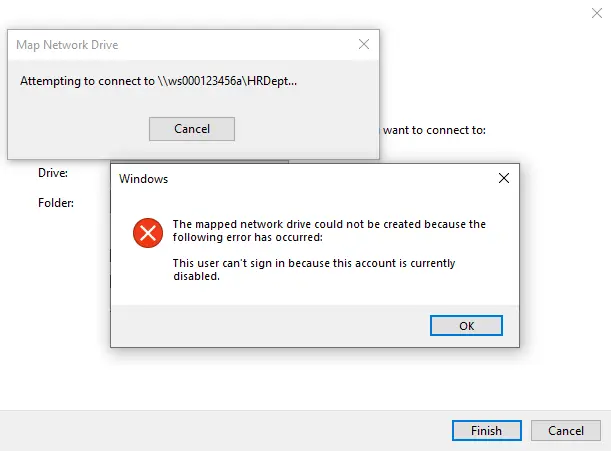 Map Network Drive
Attempting to connect to \\ws000123456a\HRDept...
Cancel
want to connect to:
Drive:
Folder:
Windows
The mapped network drive could not be created because the
following error has occurred:
This user can't sign in because this account is currently
disabled.
OK
Finish
Cancel